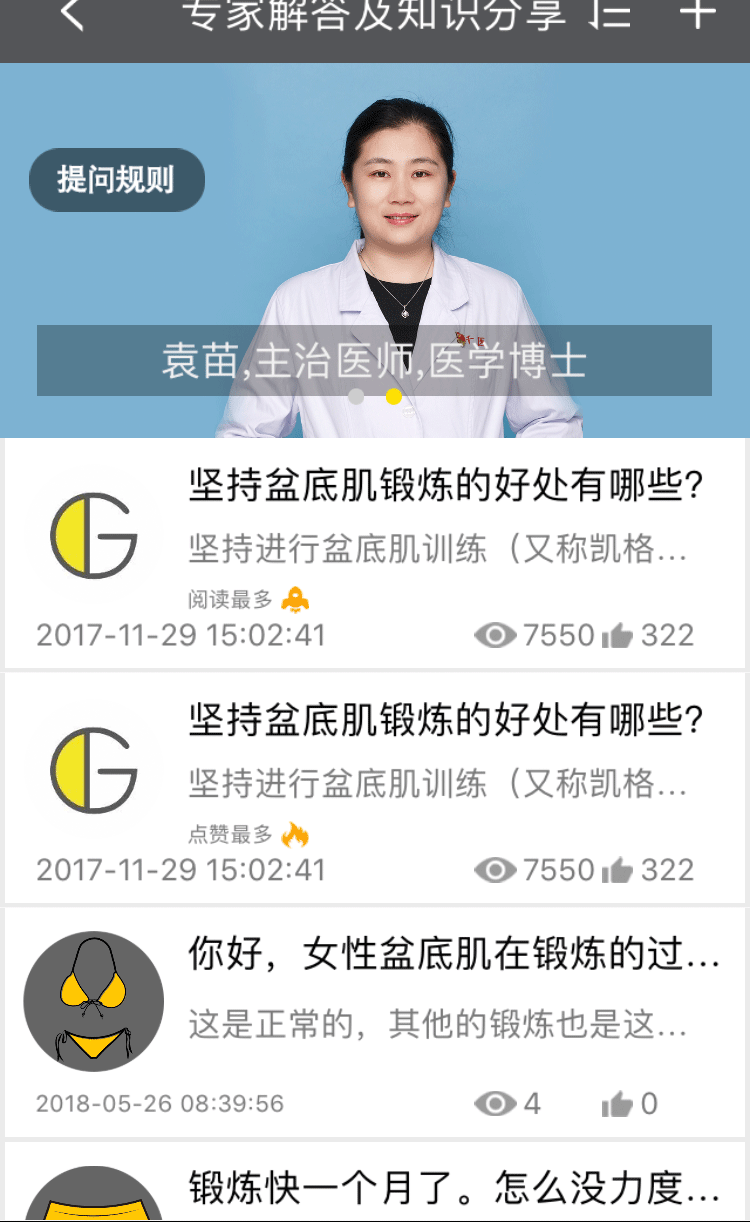 专家解答及知识分享
提问规则
袁苗,主治医师,医学博士
坚持盆底肌锻炼的好处有哪些?
坚持进行盆底肌训练（又称凯格...
阅读最多
2017-11-29 15:02:41 7550 322
坚持盆底肌锻炼的好处有哪些?
坚持进行盆底肌训练（又称凯格...
点赞最多
2017-11-29 15:02:41 7550 322
你好，女性盆底肌在锻炼的过...
这是正常的，其他的锻炼也是这...
2018-05-26 08:39:56 4 0
锻炼快一个月了。怎么没力度...